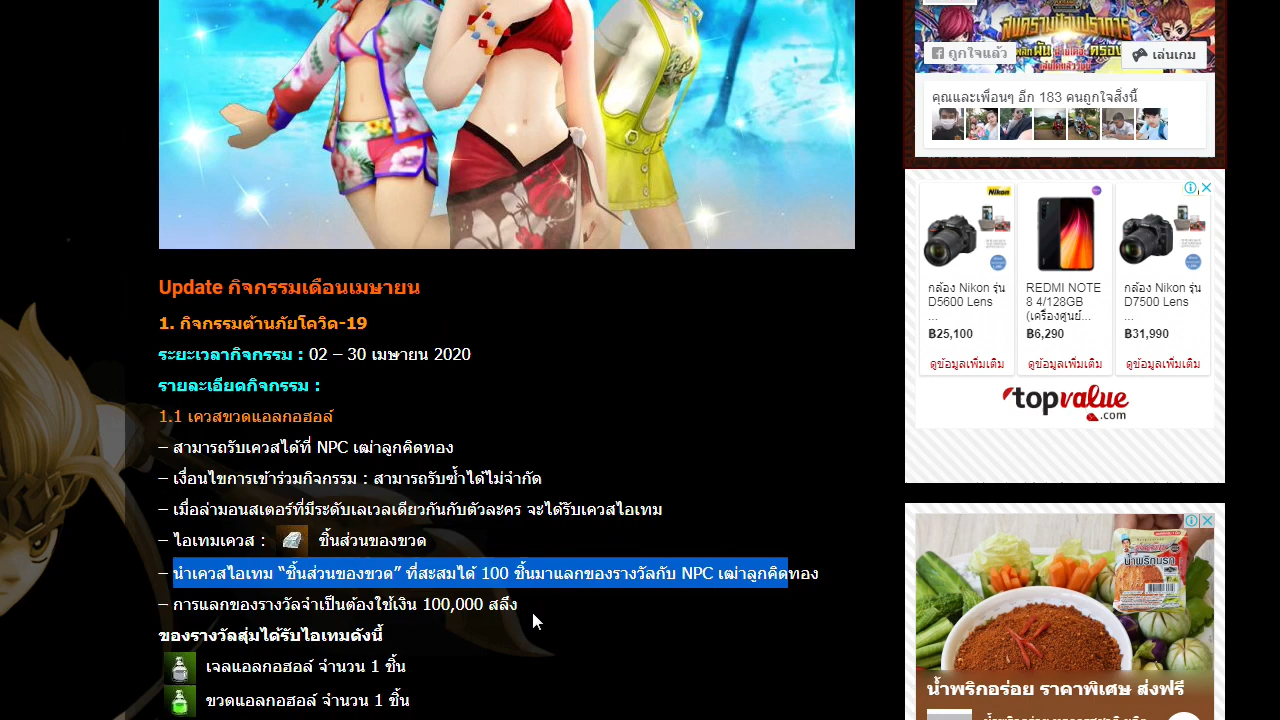 Update กิจกรรมเดือนเมษายน
1. กิจกรรมต้านภัยโควิด-19
ระยะเวลากิจกรรม : 02 – 30 เมษายน 2020
รายละเอียดกิจกรรม :
1.1 เควสขวดแอลกอฮอล์
– สามารถรับเควสได้ที่ NPC เฒ่าลูกคิดทอง
– เงื่อนไขการเข้าร่วมกิจกรรม : สามารถรับซ้ำได้ไม่จำกัด
– เมื่อล่ามอนสเตอร์ที่มีระดับเลเวลเดียวกันกับตัวละคร จะได้รับเควสไอเทม
– ไอเทมเควส : ชิ้นส่วนของขวด
– นำเควสไอเทม “ชิ้นส่วนของขวด” ที่สะสมได้ 100 ชิ้นมาแลกของรางวัลกับ NPC เฒ่าลูกคิดทอง
– การแลกของรางวัลจำเป็นต้องใช้เงิน 100,000 สลึง
ของรางวัลสุ่มได้รับไอเทมดังนี้
เจลแอลกอฮอล์ จำนวน 1 ชิ้น
ขวดแอลกอฮอล์ จำนวน 1 ชิ้น
สงครามป้อมปราการ
ถูกใจแล้ว
เล่นเกม
คุณและเพื่อนๆ อีก 183 คนถูกใจสิ่งนี้
Nikon
กล้อง Nikon รุ่น D5600 Lens ...
฿25,100
ดูข้อมูลเพิ่มเติม
REDMI NOTE 8 4/128GB (เครื่องศูนย์...
฿6,290
ดูข้อมูลเพิ่มเติม
กล้อง Nikon รุ่น D7500 Lens ...
฿31,990
ดูข้อมูลเพิ่มเติม
topvalue.com
น้ำพริกนรก
น้ำพริกอร่อย ราคาพิเศษ ส่งฟรี